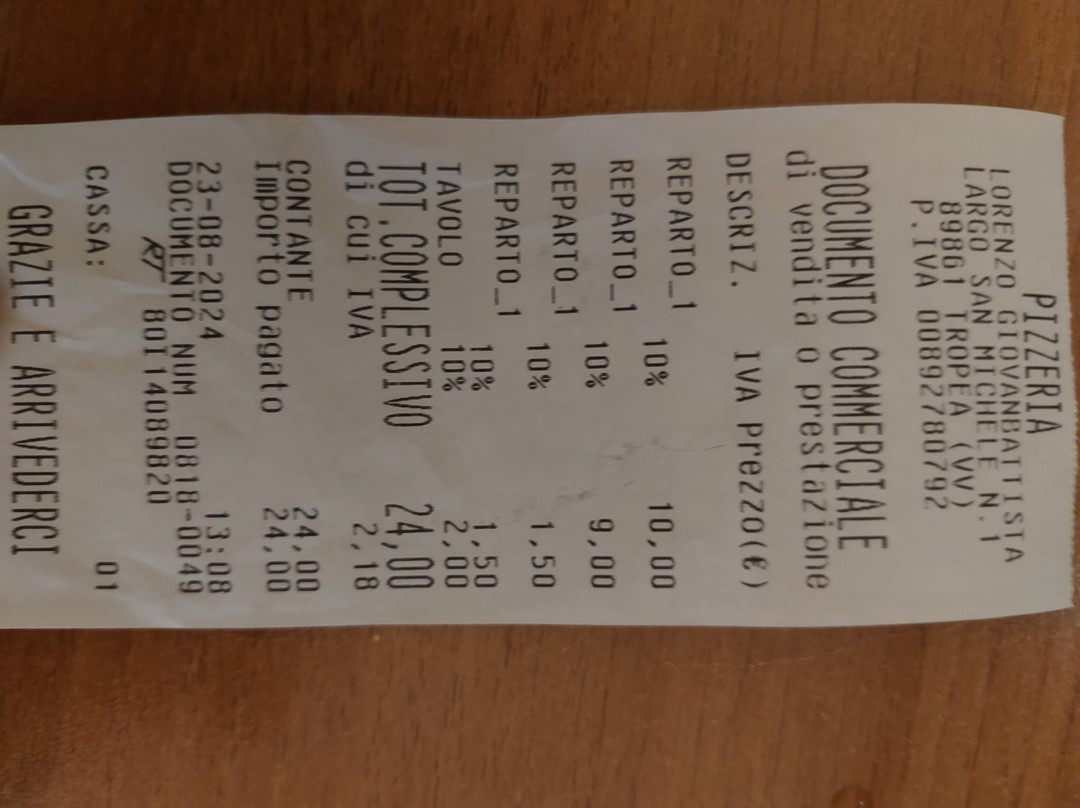 PIZZERIA
LORENZO GIOVANBATTISTA
LARGO SAN MICHELE N.1
89861 TROPEA (VV)
P.IVA 00892780792
DOCUMENTO COMMERCIALE
di vendita o prestazione
DESCRIZ. IVA Prezzo(€)
REPARTO_1 10% 10,00
REPARTO_1 10% 9,00
REPARTO_1 10% 1,50
REPARTO_1 10% 1,50
TAVOLO 10% 2,00
TOT.COMPLESSIVO 24,00
di cui IVA 2,18
CONTANTE 24,00
Importo pagato 24,00
23-08-2024 13:08
DOCUMENTO NUM 0818-0049
RT 80I14089820
CASSA: 01
GRAZIE E ARRIVEDERCI